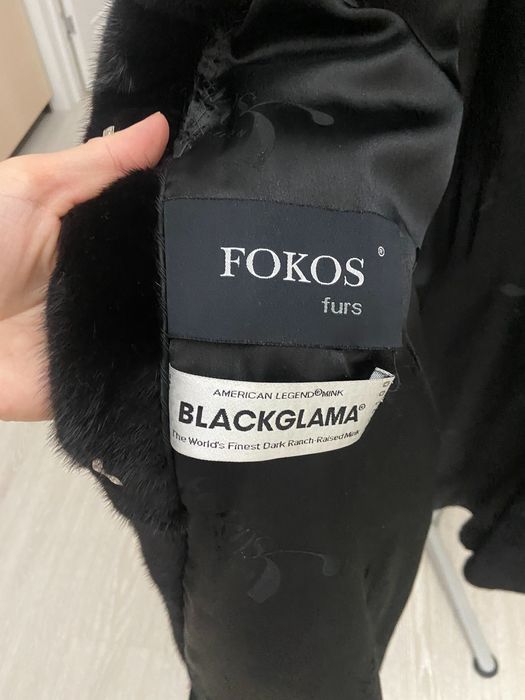 FOKOS ®
furs
AMERICAN LEGEND®MINK
BLACKGLAMA®
The World's Finest Dark Ranch-Raised Mink